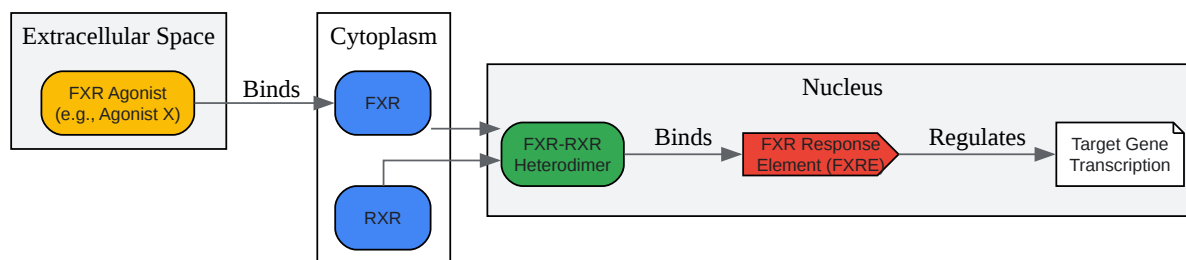 Extracellular Space
FXR Agonist
(e.g., Agonist X)
Binds
Cytoplasm
FXR
RXR
Nucleus
FXR-RXR
Heterodimer
Binds
FXR Response
Element (FXRE)
Regulates
Target Gene
Transcription